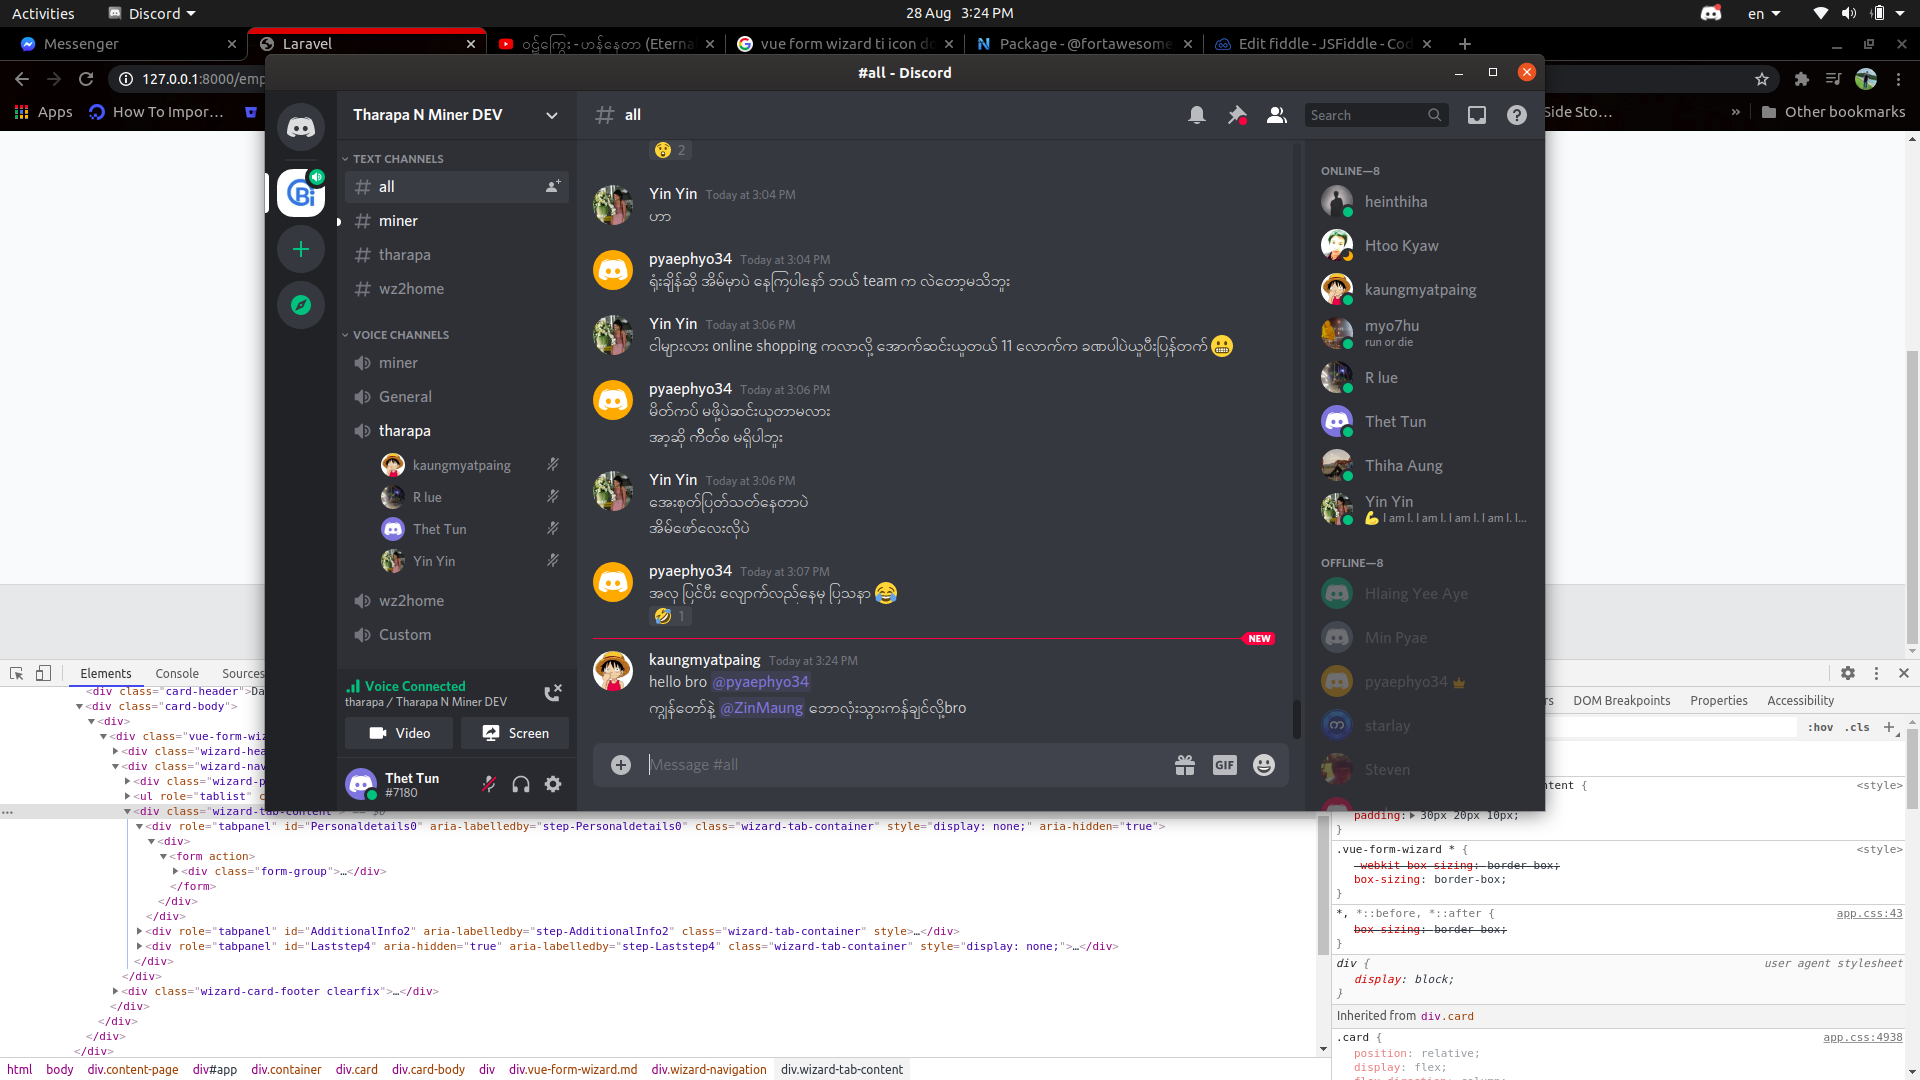 Activities
Discord
28 Aug 3:24 PM
en
Messenger
Laravel
ဝဋ်ကြွေး - ဟန်နေတာ (Eterna
vue form wizard ti icon do
Package - @fortawesome
Edit fiddle - JSFiddle - Cod
127.0.0.1:8000/emp
Apps
How To Impor...
Side Sto...
Other bookmarks
#all - Discord
Tharapa N Miner DEV
all
Search
TEXT CHANNELS
all
miner
tharapa
wz2home
VOICE CHANNELS
miner
General
tharapa
kaungmyatpaing
R lue
Thet Tun
Yin Yin
wz2home
Custom
Voice Connected
tharapa / Tharapa N Miner DEV
Video
Screen
Thet Tun
#7180
2
Yin Yin Today at 3:04 PM
ဟာ
pyaephyo34 Today at 3:04 PM
ရုံးချိန်ဆို အိမ်မှာပဲ နေကြပါနော် ဘယ် team က လဲတော့မသိဘူး
Yin Yin Today at 3:06 PM
ငါများလား online shopping ကလာလို့ အောက်ဆင်းယူတယ် 11 လောက်က ခဏပါပဲယူပီးပြန်တက် 😬
pyaephyo34 Today at 3:06 PM
မိတ်ကပ် မဖို့ပဲဆင်းယူတာမလား
အာ့ဆို ကိတ်စ မရှိပါဘူး
Yin Yin Today at 3:06 PM
အေးစုတ်ပြတ်သတ်နေတာပဲ
အိမ်ဖော်လေးလိုပဲ
pyaephyo34 Today at 3:07 PM
အလှ ပြင်ပီး လျှောက်လည်နေမှ ပြသနာ 😂
🤣 1
NEW
kaungmyatpaing Today at 3:24 PM
hello bro @pyaephyo34
ကျွန်တော်နဲ့ @ZinMaung ဘောလုံးသွားကန်ချင်လို့bro
Message #all
GIF
ONLINE—8
heinthiha
Htoo Kyaw
kaungmyatpaing
myo7hu
run or die
R lue
Thet Tun
Thiha Aung
Yin Yin
💪 I am I. I am I. I am I. I am I. I...
OFFLINE—8
Hlaing Yee Aye
Min Pyae
pyaephyo34
starlay
Steven
Elements
Console
Sources
DOM Breakpoints
Properties
Accessibility
<div class="card-header">Da
<div class="card-body">
<div>
<div class="vue-form-wi
<div class="wizard-hea
<div class="wizard-nav
<div class="wizard-p
<ul role="tablist" c
<div class="wizard-tab-content"> == $0
<div role="tabpanel" id="Personaldetails0" aria-labelledby="step-Personaldetails0" class="wizard-tab-container" style="display: none;" aria-hidden="true">
<div>
<form action>
<div class="form-group">…</div>
</form>
</div>
</div>
<div role="tabpanel" id="AdditionalInfo2" aria-labelledby="step-AdditionalInfo2" class="wizard-tab-container" style>…</div>
<div role="tabpanel" id="Laststep4" aria-hidden="true" aria-labelledby="step-Laststep4" class="wizard-tab-container" style="display: none;">…</div>
</div>
</div>
<div class="wizard-card-footer clearfix">…</div>
</div>
</div>
</div>
</div>
html body div.content-page div#app div.container div.card div.card-body div div.vue-form-wizard.md div.wizard-navigation div.wizard-tab-content
:hov .cls
ntent { <style>
padding: 30px 20px 10px;
}
.vue-form-wizard * { <style>
-webkit-box-sizing: border-box;
box-sizing: border-box;
}
*, *::before, *::after { app.css:43
box-sizing: border-box;
}
div { user agent stylesheet
display: block;
}
Inherited from div.card
.card { app.css:4938
position: relative;
display: flex;